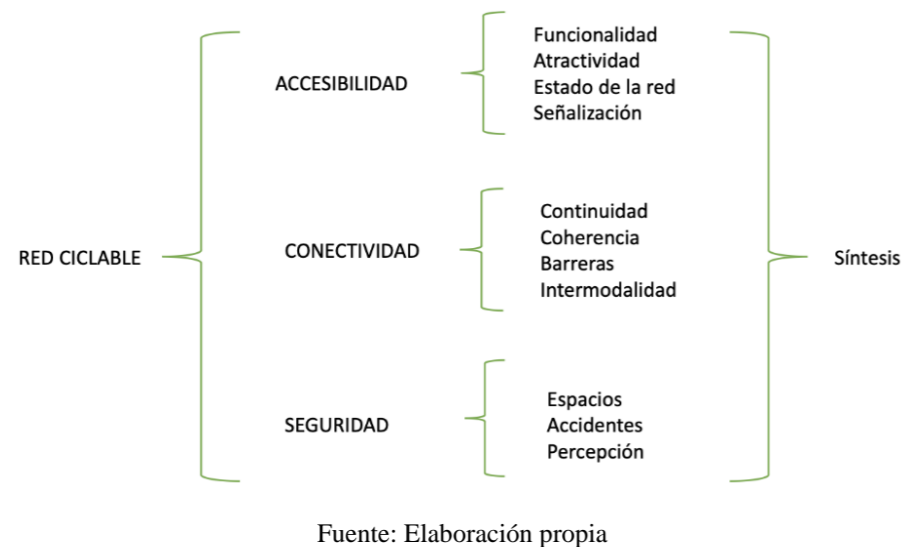 RED CICLABLE
ACCESIBILIDAD
Funcionalidad
Atractividad
Estado de la red
Señalización
CONECTIVIDAD
Continuidad
Coherencia
Barreras
Intermodalidad
SEGURIDAD
Espacios
Accidentes
Percepción
Síntesis
Fuente: Elaboración propia